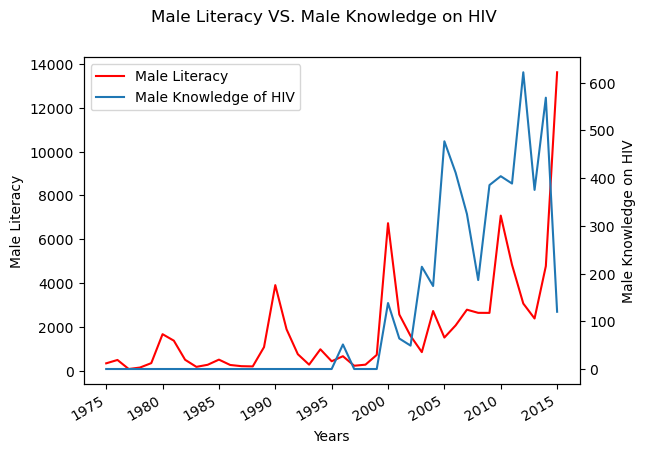 Male Literacy VS. Male Knowledge on HIV
Male Literacy
Male Knowledge of HIV
14000
12000
10000
8000
6000
4000
2000
0
Male Literacy
600
500
400
300
200
100
0
Male Knowledge on HIV
1975 1980 1985 1990 1995 2000 2005 2010 2015
Years